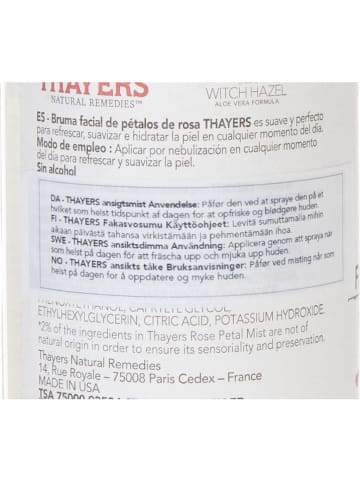 THAYERS
NATURAL REMEDIES™
WITCH HAZEL
ALOE VERA FORMULA
ES - Bruma facial de pétalos de rosa THAYERS es suave y perfecto
para refrescar, suavizar e hidratar la piel en cualquier momento del día.
Modo de empleo : Aplicar por nebulización en cualquier momento
del día para refrescar y suavizar la piel.
Sin alcohol
DA - THAYERS ansigtsmist Anvendelse: Påfør den ved at spraye den på et
hvilket som helst tidspunkt af dagen for at opfriske og blødgøre huden.
FI - THAYERS Fakasvosumu Käyttöohjeet: Levitä sumuttamalla mihin
aikaan päivästä tahansa virkistämään ja pehmentämään ihoa.
SWE - THAYERS ansiktsdimma Användning: Applicera genom att spraya när
som helst på dagen för att fräscha upp och mjuka upp huden.
NO - THAYERS ansikts tåke Bruksanvisninger: Påfør ved misting når som
helst på dagen for å oppdatere og myke huden.
PHENOXYETHANOL, CAPRYLYL GLYCOL,
ETHYLHEXYLGLYCERIN, CITRIC ACID, POTASSIUM HYDROXIDE.
*2% of the ingredients in Thayers Rose Petal Mist are not of
natural origin in order to ensure its sensoriality and preservation.
Thayers Natural Remedies
14, Rue Royale – 75008 Paris Cedex – France
MADE IN USA